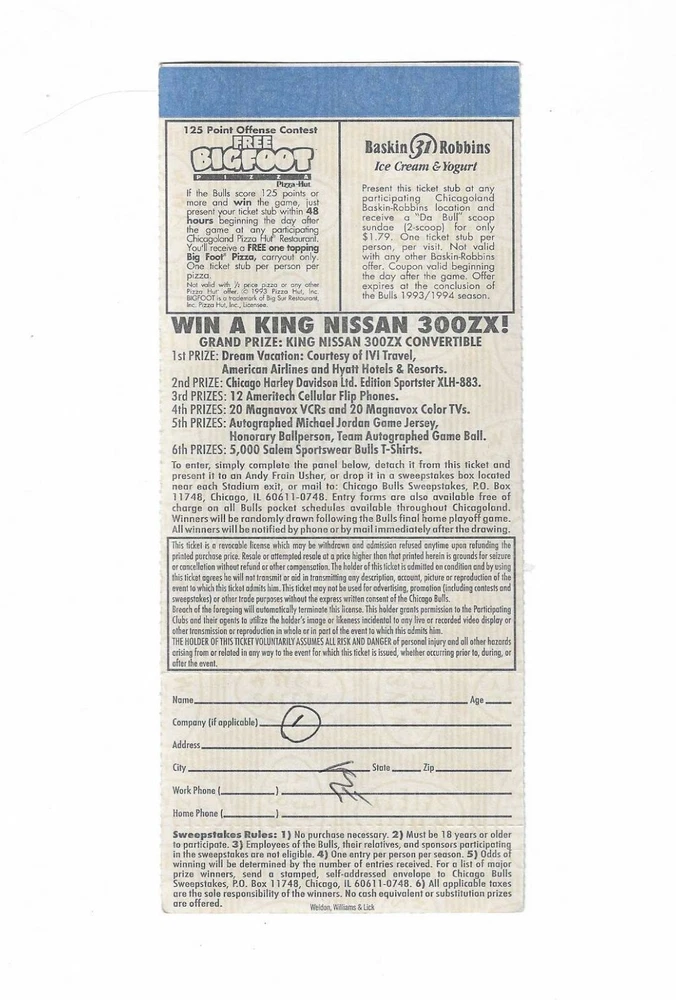 125 Point Offense Contest
FREE
BIGFOOT
PIZZA
Pizza Hut
If the Bulls score 125 points or
more and win the game, just
present your ticket stub within 48
hours beginning the day after
the game at any participating
Chicagoland Pizza Hut® Restaurant.
You'll receive a FREE one topping
Big Foot® Pizza, carryout only.
One ticket stub per person per
pizza.
Not valid with ½ price pizza or any other
Pizza Hut® offer. © 1993 Pizza Hut, Inc.
BIGFOOT is a trademark of Big Sur Restaurant,
Inc. Pizza Hut, Inc., Licensee.
Baskin 31 Robbins
Ice Cream & Yogurt
Present this ticket stub at any
participating Chicagoland
Baskin-Robbins location and
receive a "Da Bull" scoop
sundae (2-scoop) for only
$1.79. One ticket stub per
person, per visit. Not valid
with any other Baskin-Robbins
offer. Coupon valid beginning
the day after the game. Offer
expires at the conclusion of
the Bulls 1993/1994 season.
WIN A KING NISSAN 300ZX!
GRAND PRIZE: KING NISSAN 300ZX CONVERTIBLE
1st PRIZE: Dream Vacation: Courtesy of IVI Travel,
American Airlines and Hyatt Hotels & Resorts.
2nd PRIZE: Chicago Harley Davidson Ltd. Edition Sportster XLH-883.
3rd PRIZES: 12 Ameritech Cellular Flip Phones.
4th PRIZES: 20 Magnavox VCRs and 20 Magnavox Color TVs.
5th PRIZES: Autographed Michael Jordan Game Jersey,
Honorary Ballperson, Team Autographed Game Ball.
6th PRIZES: 5,000 Salem Sportswear Bulls T-Shirts.
To enter, simply complete the panel below, detach it from this ticket and
present it to an Andy Frain Usher, or drop it in a sweepstakes box located
near each Stadium exit, or mail to: Chicago Bulls Sweepstakes, P.O. Box
11748, Chicago, IL 60611-0748. Entry forms are also available free of
charge on all Bulls pocket schedules available throughout Chicagoland.
Winners will be randomly drawn following the Bulls final home playoff game.
All winners will be notified by phone or by mail immediately after the drawing.
This ticket is a revocable license which may be withdrawn and admission refused anytime upon refunding the
printed purchase price. Resale or attempted resale at a price higher than that printed herein is grounds for seizure
or cancellation without refund or other compensation. The holder of this ticket is admitted on condition and by using
this ticket agrees he will not transmit or aid in transmitting any description, account, picture or reproduction of the
event to which this ticket admits him. This ticket may not be used for advertising, promotion (including contests and
sweepstakes) or other trade purposes without the express written consent of the Chicago Bulls.
Breach of the foregoing will automatically terminate this license. This holder grants permission to the Participating
Clubs and their agents to utilize the holder's image or likeness incidental to any live or recorded video display or
other transmission or reproduction in whole or in part of the event to which this admits him.
THE HOLDER OF THIS TICKET VOLUNTARILY ASSUMES ALL RISK AND DANGER of personal injury and all other hazards
arising from or related in any way to the event for which this ticket is issued, whether occurring prior to, during, or
after the event.
Name Age
Company (if applicable) 1
Address
City State Zip
Work Phone ( )
Home Phone ( )
Sweepstakes Rules: 1) No purchase necessary. 2) Must be 18 years or older
to participate. 3) Employees of the Bulls, their relatives, and sponsors participating
in the sweepstakes are not eligible. 4) One entry per person per season. 5) Odds of
winning will be determined by the number of entries received. For a list of major
prize winners, send a stamped, self-addressed envelope to Chicago Bulls
Sweepstakes, P.O. Box 11748, Chicago, IL 60611-0748. 6) All applicable taxes
are the sole responsibility of the winners. No cash equivalent or substitution prizes
are offered.
Weldon, Williams & Lick